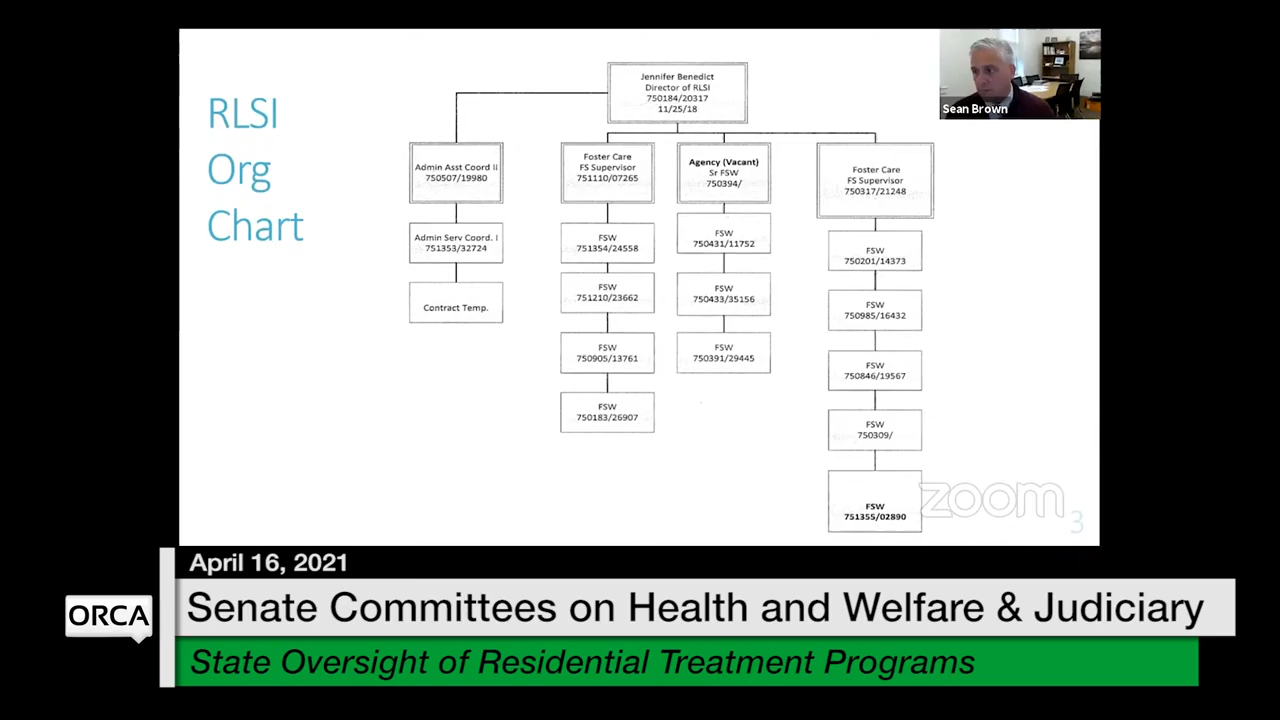 RLSI
Org
Chart
Jennifer Benedict
Director of RLSI
750184/20317
11/25/18
Sean Brown
Admin Asst Coord II
750507/19980
Admin Serv Coord. I
751353/32724
Contract Temp.
Foster Care
FS Supervisor
751110/07265
FSW
751354/24558
FSW
751210/23662
FSW
750905/13761
FSW
750183/26907
Agency (Vacant)
Sr FSW
750394/
FSW
750431/11752
FSW
750433/35156
FSW
750391/29445
Foster Care
FS Supervisor
750317/21248
FSW
750201/14373
FSW
750985/16432
FSW
750846/19567
FSW
750309/
FSW
751355/02890
zoom
3
April 16, 2021
ORCA
Senate Committees on Health and Welfare & Judiciary
State Oversight of Residential Treatment Programs